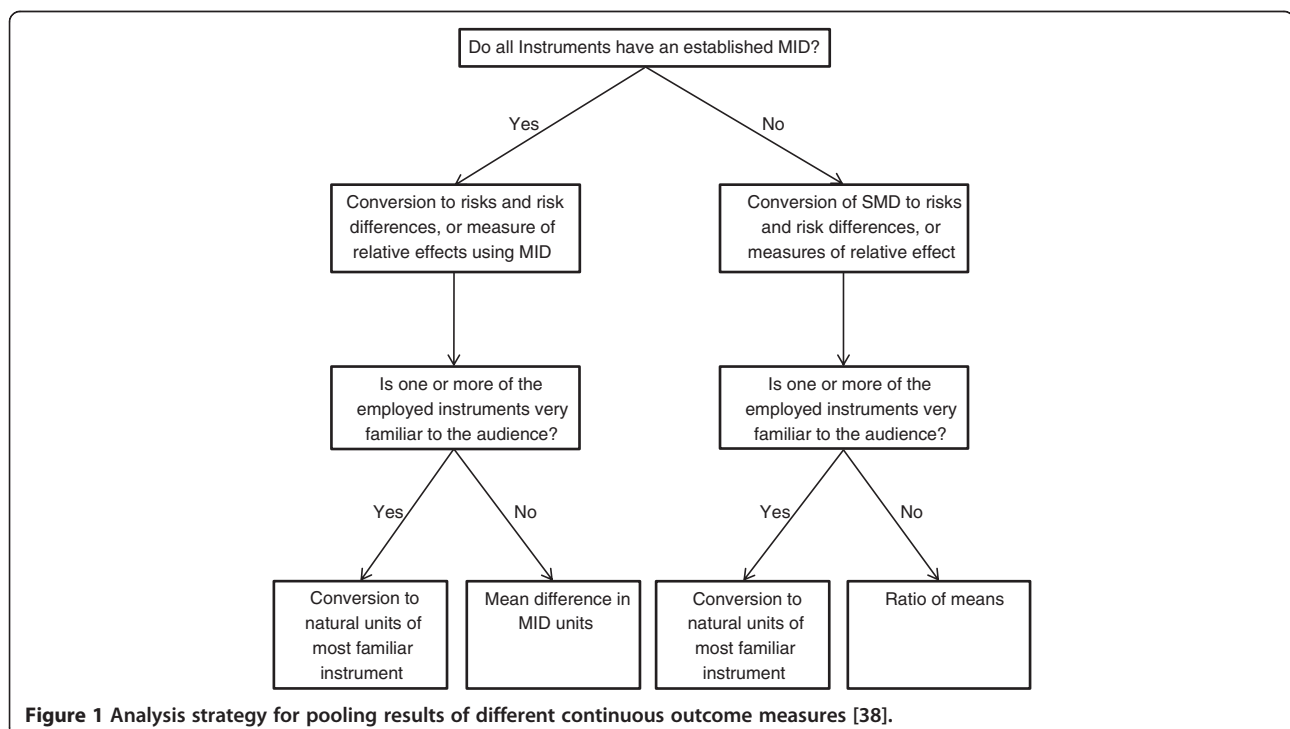 Do all Instruments have an established MID?
Yes
No
Conversion to risks and risk
differences, or measure of
relative effects using MID
Conversion of SMD to risks
and risk differences, or
measures of relative effect
Is one or more of the
employed instruments very
familiar to the audience?
Is one or more of the
employed instruments very
familiar to the audience?
Yes
No
Yes
No
Conversion to
natural units of
most familiar
instrument
Mean difference in
MID units
Conversion to
natural units of
most familiar
instrument
Ratio of means
Figure 1 Analysis strategy for pooling results of different continuous outcome measures [38].